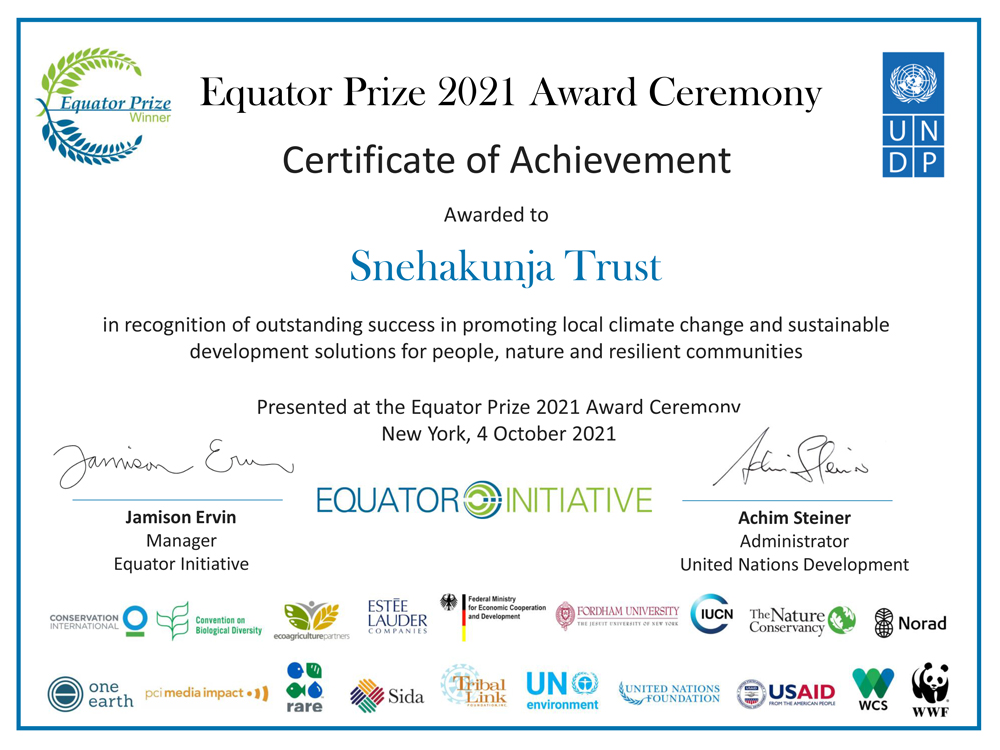 Equator Prize
Winner
Equator Prize 2021 Award Ceremony
UN
DP
Certificate of Achievement
Awarded to
Snehakunja Trust
in recognition of outstanding success in promoting local climate change and sustainable
development solutions for people, nature and resilient communities
Presented at the Equator Prize 2021 Award Ceremony
New York, 4 October 2021
Jamison Ervin
Achim Steiner
EQUATOR INITIATIVE
Jamison Ervin
Manager
Equator Initiative
Achim Steiner
Administrator
United Nations Development
CONSERVATION
INTERNATIONAL
Convention on
Biological Diversity
ecoagriculturepartners
ESTÉE
LAUDER
COMPANIES
Federal Ministry
for Economic Cooperation
and Development
FORDHAM UNIVERSITY
THE JESUIT UNIVERSITY OF NEW YORK
IUCN
The Nature
Conservancy
Norad
one
earth
pci media impact
rare
Sida
Tribal
Link
FOUNDATION, INC.
UN
environment
UNITED NATIONS
FOUNDATION
USAID
FROM THE AMERICAN PEOPLE
WCS
WWF